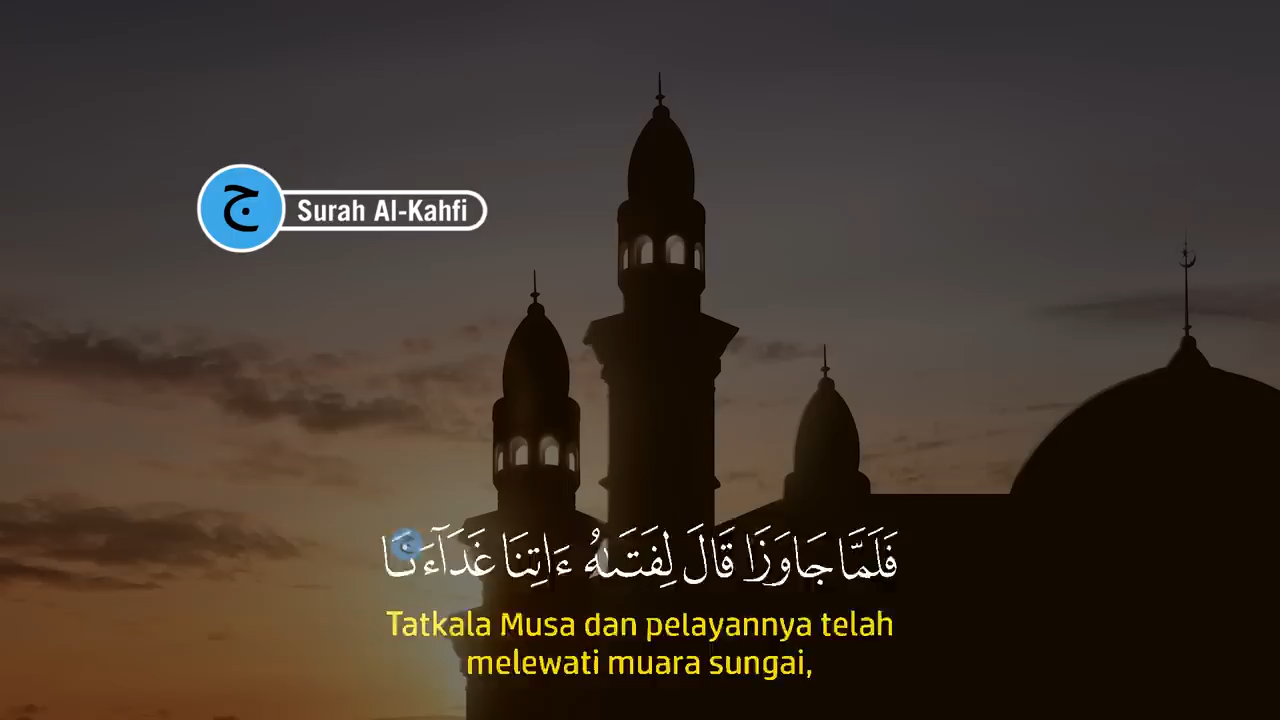 ج
Surah Al-Kahfi
فَلَمَّا جَاوَزَا قَالَ لِفَتَىٰهُ ءَاتِنَا غَدَآءَنَا
Tatkala Musa dan pelayannya telah
melewati muara sungai,